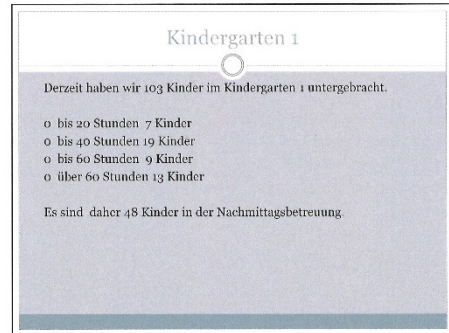 Kindergarten 1
Derzeit haben wir 103 Kinder im Kindergarten 1 untergebracht.
o bis 20 Stunden 7 Kinder
o bis 40 Stunden 19 Kinder
o bis 60 Stunden 9 Kinder
o über 60 Stunden 13 Kinder
Es sind daher 48 Kinder in der Nachmittagsbetreuung.